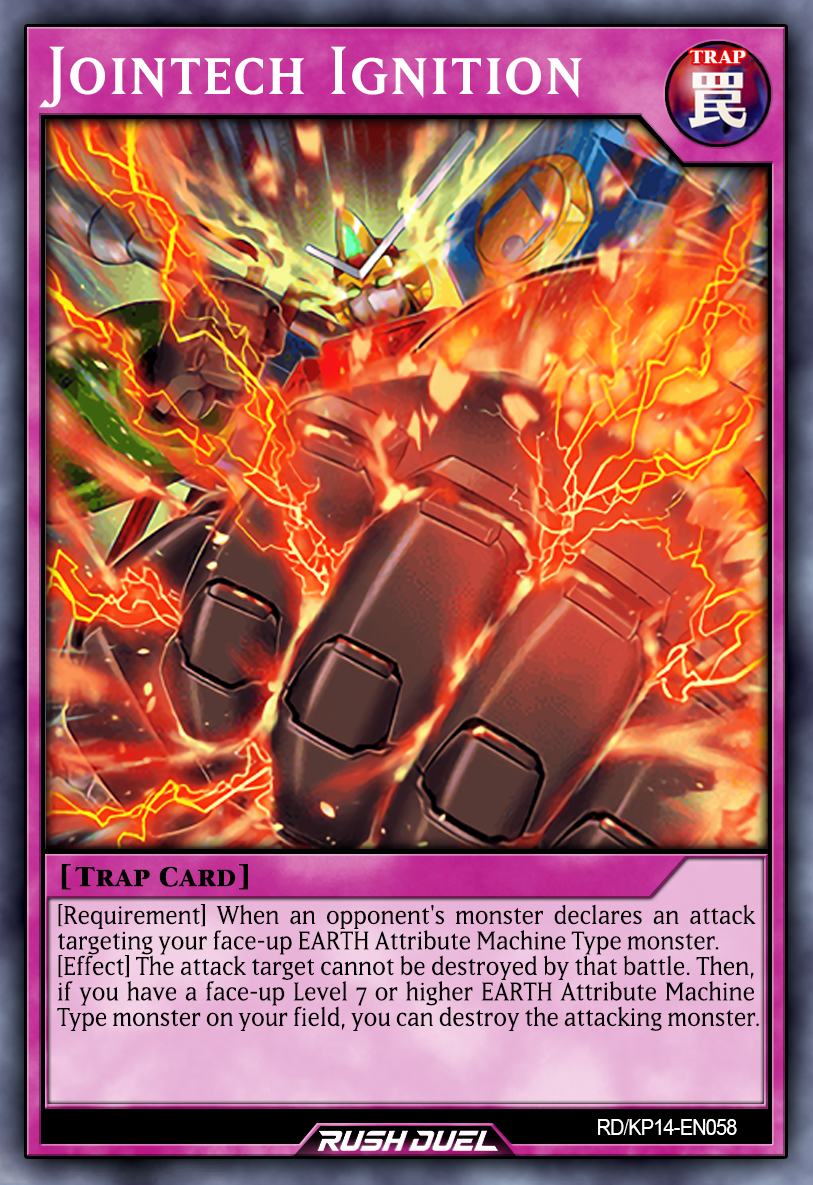 Jointech Ignition
TRAP
罠
[Trap Card]
[Requirement] When an opponent's monster declares an attack
targeting your face-up EARTH Attribute Machine Type monster.
[Effect] The attack target cannot be destroyed by that battle. Then,
if you have a face-up Level 7 or higher EARTH Attribute Machine
Type monster on your field, you can destroy the attacking monster.
RD/KP14-EN058
RUSH DUEL